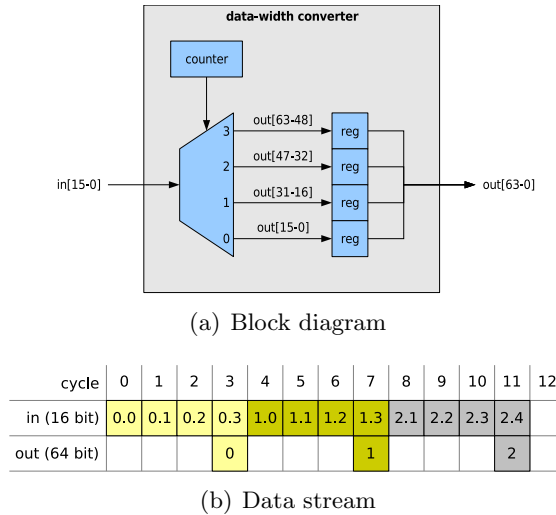 data-width converter
counter
3 out[63-48] reg
2 out[47-32] reg
in[15-0] out[63-0]
1 out[31-16] reg
0 out[15-0] reg
(a) Block diagram
cycle 0 1 2 3 4 5 6 7 8 9 10 11 12
in (16 bit) 0.0 0.1 0.2 0.3 1.0 1.1 1.2 1.3 2.1 2.2 2.3 2.4
out (64 bit) 0 1 2
(b) Data stream